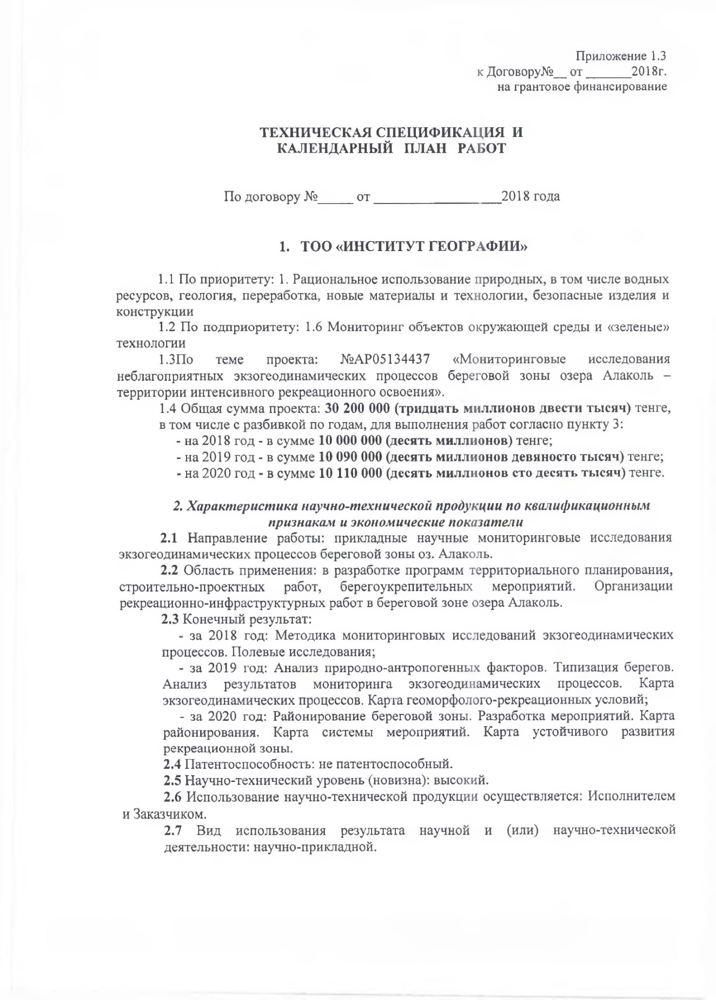 Приложение 1.3
к Договору№__ от _______2018г.
на грантовое финансирование
ТЕХНИЧЕСКАЯ СПЕЦИФИКАЦИЯ И
КАЛЕНДАРНЫЙ ПЛАН РАБОТ
По договору №_____ от __________________2018 года
1. ТОО «ИНСТИТУТ ГЕОГРАФИИ»
1.1 По приоритету: 1. Рациональное использование природных, в том числе водных
ресурсов, геология, переработка, новые материалы и технологии, безопасные изделия и
конструкции
1.2 По подприоритету: 1.6 Мониторинг объектов окружающей среды и «зеленые»
технологии
1.3По теме проекта: №АР05134437 «Мониторинговые исследования
неблагоприятных экзогеодинамических процессов береговой зоны озера Алаколь –
территории интенсивного рекреационного освоения».
1.4 Общая сумма проекта: 30 200 000 (тридцать миллионов двести тысяч) тенге,
в том числе с разбивкой по годам, для выполнения работ согласно пункту 3:
- на 2018 год - в сумме 10 000 000 (десять миллионов) тенге;
- на 2019 год - в сумме 10 090 000 (десять миллионов девяносто тысяч) тенге;
- на 2020 год - в сумме 10 110 000 (десять миллионов сто десять тысяч) тенге.
2. Характеристика научно-технической продукции по квалификационным
признакам и экономические показатели
2.1 Направление работы: прикладные научные мониторинговые исследования
экзогеодинамических процессов береговой зоны оз. Алаколь.
2.2 Область применения: в разработке программ территориального планирования,
строительно-проектных работ, берегоукрепительных мероприятий. Организации
рекреационно-инфраструктурных работ в береговой зоне озера Алаколь.
2.3 Конечный результат:
- за 2018 год: Методика мониторинговых исследований экзогеодинамических
процессов. Полевые исследования;
- за 2019 год: Анализ природно-антропогенных факторов. Типизация берегов.
Анализ результатов мониторинга экзогеодинамических процессов. Карта
экзогеодинамических процессов. Карта геоморфолого-рекреационных условий;
- за 2020 год: Районирование береговой зоны. Разработка мероприятий. Карта
районирования. Карта системы мероприятий. Карта устойчивого развития
рекреационной зоны.
2.4 Патентоспособность: не патентоспособный.
2.5 Научно-технический уровень (новизна): высокий.
2.6 Использование научно-технической продукции осуществляется: Исполнителем
и Заказчиком.
2.7 Вид использования результата научной и (или) научно-технической
деятельности: научно-прикладной.